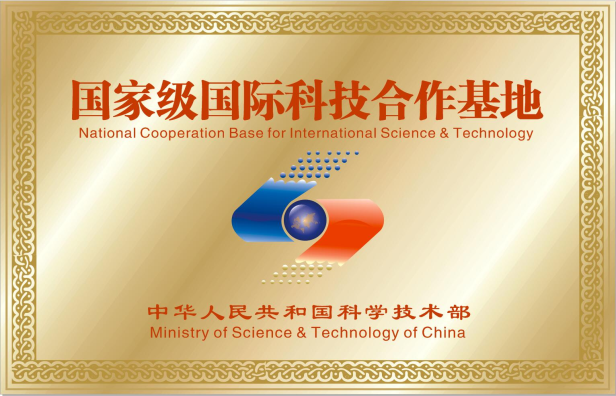 国家级国际科技合作基地
National Cooperation Base for International Science & Technology
中华人民共和国科学技术部
Ministry of Science & Technology of China